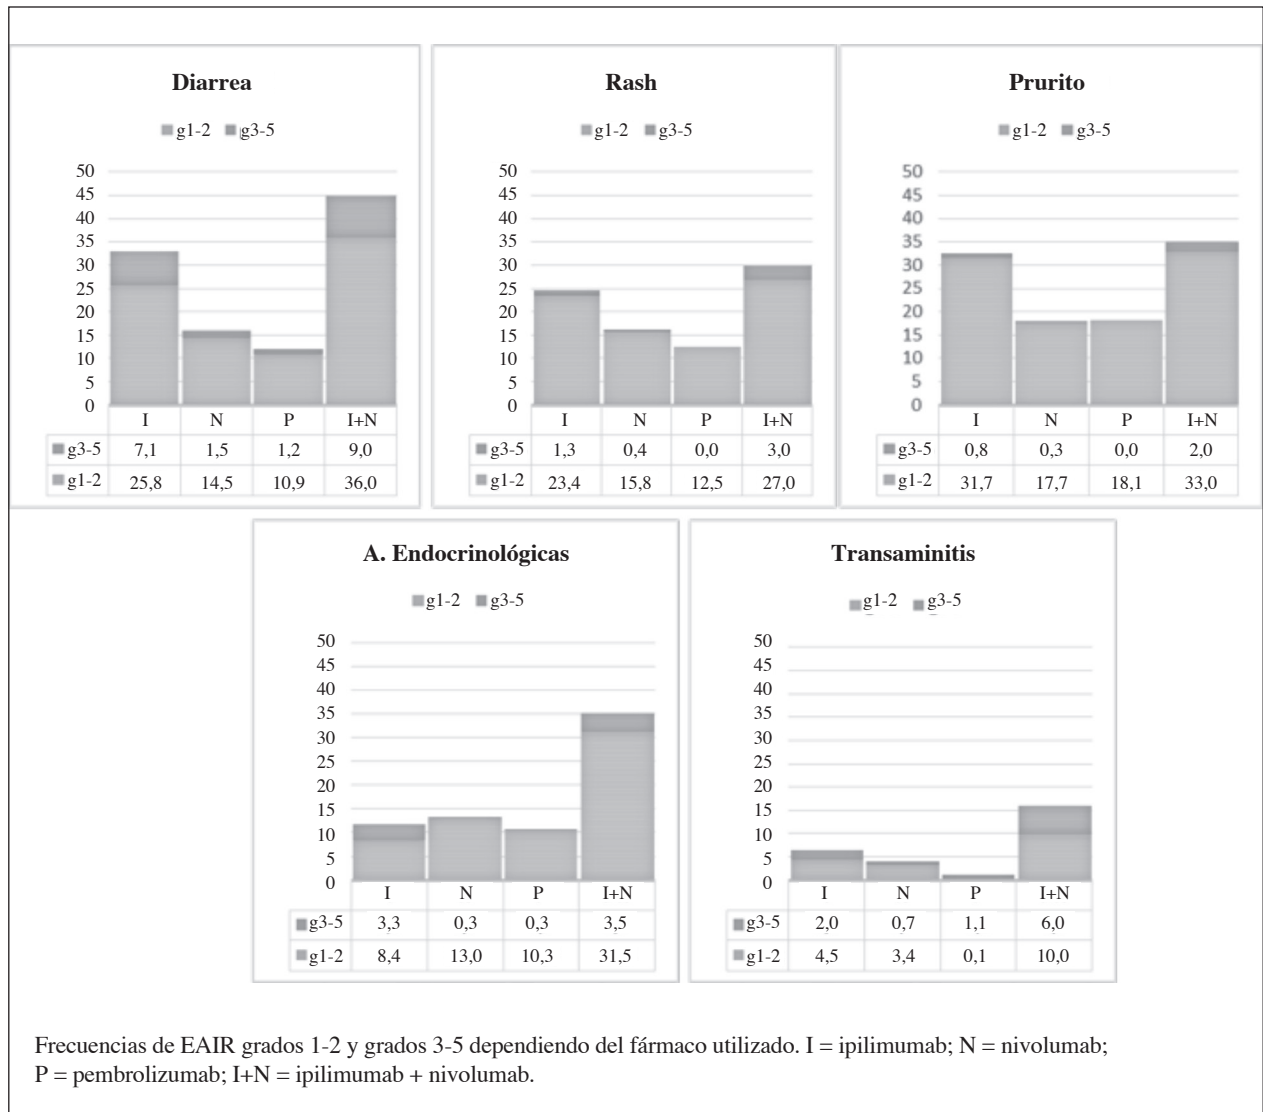 Diarrea
g1-2 g3-5
50
45
40
35
30
25
20
15
10
5
0
I N P I+N
g3-5 7,1 1,5 1,2 9,0
g1-2 25,8 14,5 10,9 36,0
Rash
g1-2 g3-5
50
45
40
35
30
25
20
15
10
5
0
I N P I+N
g3-5 1,3 0,4 0,0 3,0
g1-2 23,4 15,8 12,5 27,0
Prurito
g1-2 g3-5
50
45
40
35
30
25
20
15
10
5
0
I N P I+N
g3-5 0,8 0,3 0,0 2,0
g1-2 31,7 17,7 18,1 33,0
A. Endocrinológicas
g1-2 g3-5
50
45
40
35
30
25
20
15
10
5
0
I N P I+N
g3-5 3,3 0,3 0,3 3,5
g1-2 8,4 13,0 10,3 31,5
Transaminitis
g1-2 g3-5
50
45
40
35
30
25
20
15
10
5
0
I N P I+N
g3-5 2,0 0,7 1,1 6,0
g1-2 4,5 3,4 0,1 10,0
Frecuencias de EAIR grados 1-2 y grados 3-5 dependiendo del fármaco utilizado. I = ipilimumab; N = nivolumab;
P = pembrolizumab; I+N = ipilimumab + nivolumab.